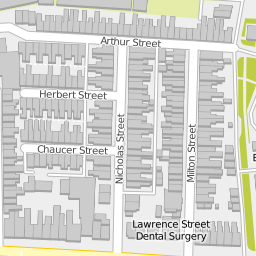 Arthur Street
Herbert Street
Nicholas Street
Chaucer Street
Milton Street
Lawrence Street
Dental Surgery